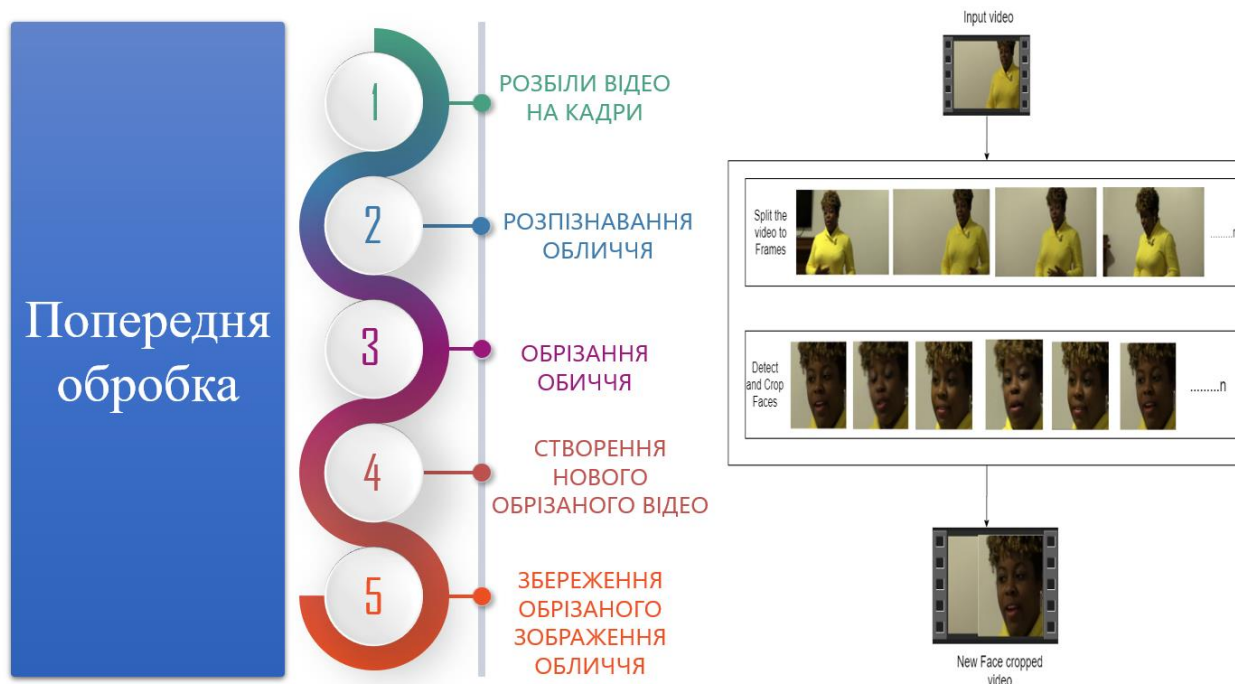 Попередня
обробка
1
РОЗБІЛИ ВІДЕО
НА КАДРИ
2
РОЗПІЗНАВАННЯ
ОБЛИЧЧЯ
3
ОБРІЗАННЯ
ОБИЧЧЯ
4
СТВОРЕННЯ
НОВОГО
ОБРІЗАНОГО ВІДЕО
5
ЗБЕРЕЖЕННЯ
ОБРІЗАНОГО
ЗОБРАЖЕННЯ
ОБЛИЧЧЯ
Input video
Split the
video to
Frames
.........n
Detect
and Crop
Faces
.........n
New Face cropped
video